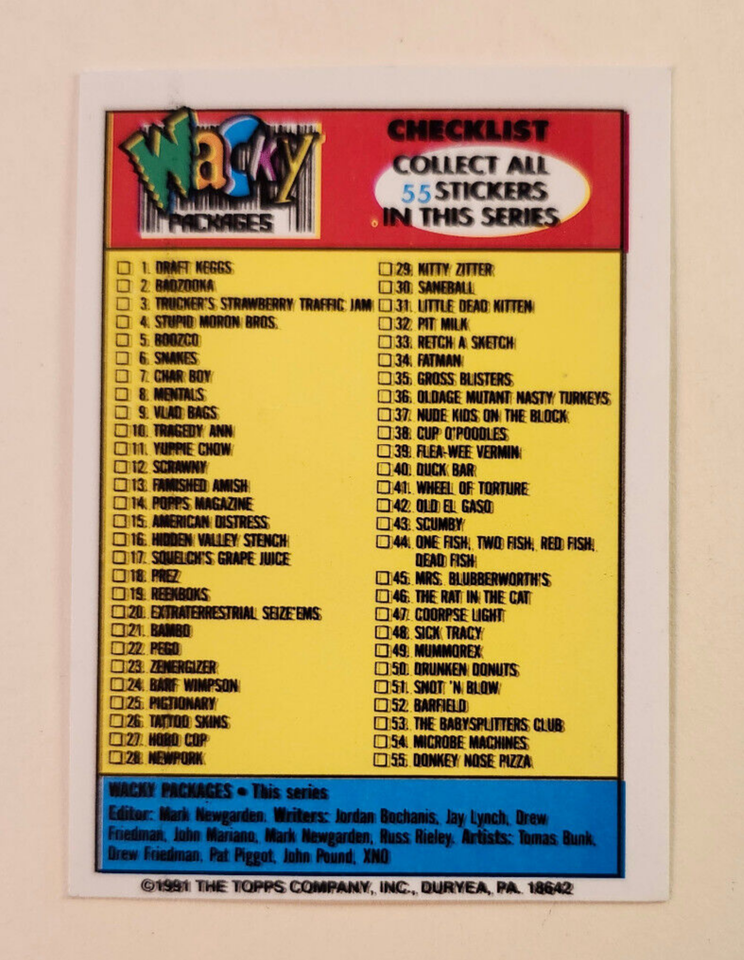 Wacky
PACKAGES
CHECKLIST
COLLECT ALL
55 STICKERS
IN THIS SERIES
1. DRAFT KEGGS
2. BADZOOKA
3. TRUCKER'S STRAWBERRY TRAFFIC JAM
4. STUPID MORON BROS.
5. BOOZCO
6. SNAKES
7. CHAR BOY
8. MENTALS
9. VLAD BAGS
10. TRAGEDY ANN
11. YUPPIE CHOW
12. SCRAWNY
13. FAMISHED AMISH
14. POPPS MAGAZINE
15. AMERICAN DISTRESS
16. HIDDEN VALLEY STENCH
17. SQUELCH'S GRAPE JUICE
18. PREZ
19. REEKBOKS
20. EXTRATERRESTRIAL SEIZE'EMS
21. BAMBO
22. PEGO
23. ZENERGIZER
24. BARF WIMPSON
25. PIGTIONARY
26. TATTOO SKINS
27. HOBO COP
28. NEWPORK
29. KITTY ZITTER
30. SANEBALL
31. LITTLE DEAD KITTEN
32. PIT MILK
33. RETCH A SKETCH
34. FATMAN
35. GROSS BLISTERS
36. OLDAGE MUTANT NASTY TURKEYS
37. NUDE KIDS ON THE BLOCK
38. CUP O'POODLES
39. FLEA-WEE VERMIN
40. DUCK BAR
41. WHEEL OF TORTURE
42. OLD EL GASO
43. SCUMBY
44. ONE FISH, TWO FISH, RED FISH,
DEAD FISH
45. MRS. BLUBBERWORTH'S
46. THE RAT IN THE CAT
47. COORPSE LIGHT
48. SICK TRACY
49. MUMMOREX
50. DRUNKEN DONUTS
51. SNOT 'N BLOW
52. BARFIELD
53. THE BABYSPLITTERS CLUB
54. MICROBE MACHINES
55. DONKEY NOSE PIZZA
WACKY PACKAGES • This series
Editor: Mark Newgarden. Writers: Jordan Bochanis, Jay Lynch, Drew
Friedman, John Mariano, Mark Newgarden, Russ Rieley. Artists: Tomas Bunk,
Drew Friedman, Pat Piggot, John Pound, XNO
©1991 THE TOPPS COMPANY, INC., DURYEA, PA. 18642